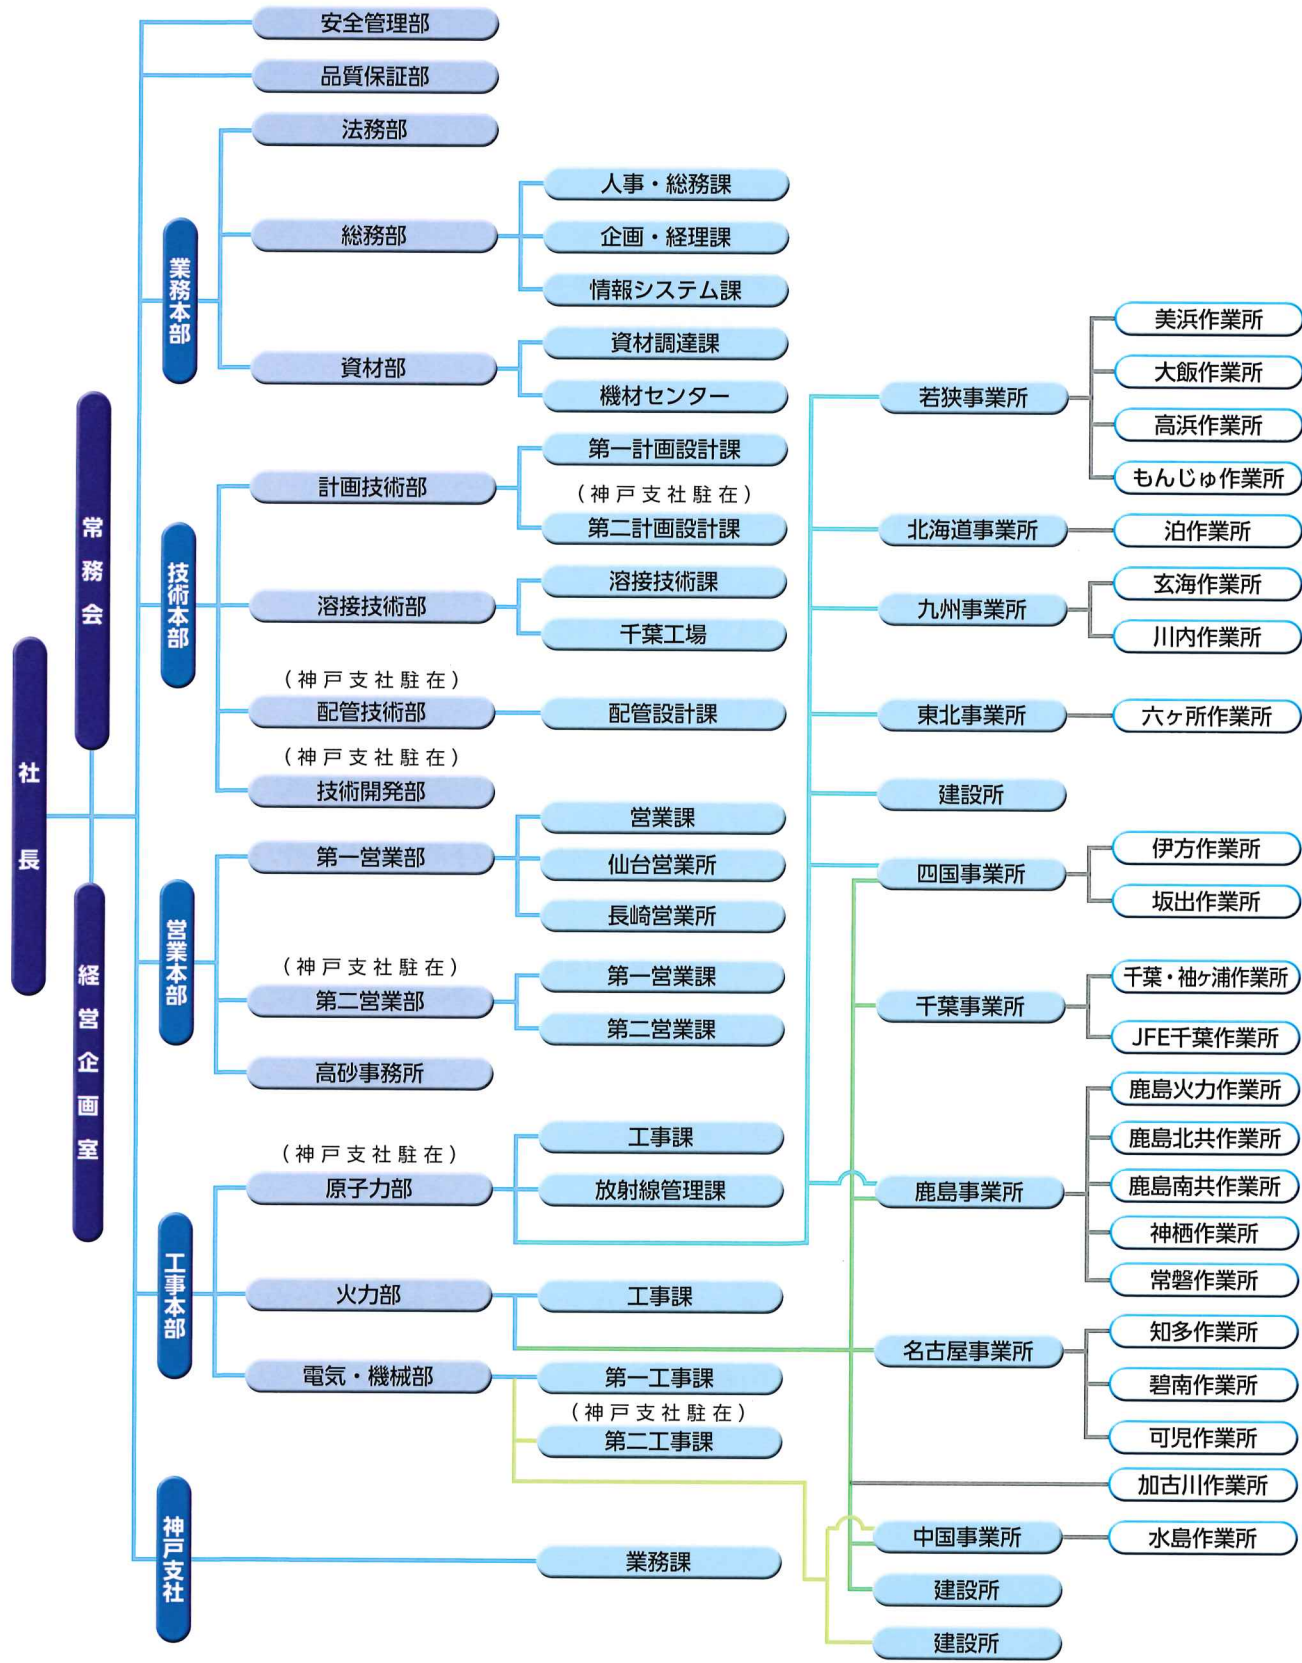 社長
常務会
経営企画室
安全管理部
品質保証部
業務本部
法務部
総務部
人事・総務課
企画・経理課
情報システム課
資材部
資材調達課
機材センター
技術本部
計画技術部
第一計画設計課
(神戸支社駐在)
第二計画設計課
溶接技術部
溶接技術課
千葉工場
(神戸支社駐在)
配管技術部
配管設計課
(神戸支社駐在)
技術開発部
営業本部
第一営業部
営業課
仙台営業所
長崎営業所
(神戸支社駐在)
第二営業部
第一営業課
第二営業課
高砂事務所
工事本部
(神戸支社駐在)
原子力部
工事課
放射線管理課
火力部
工事課
電気・機械部
第一工事課
(神戸支社駐在)
第二工事課
神戸支社
業務課
若狭事業所
美浜作業所
大飯作業所
高浜作業所
もんじゅ作業所
北海道事業所
泊作業所
九州事業所
玄海作業所
川内作業所
東北事業所
六ヶ所作業所
建設所
四国事業所
伊方作業所
坂出作業所
千葉事業所
千葉・袖ヶ浦作業所
JFE千葉作業所
鹿島事業所
鹿島火力作業所
鹿島北共作業所
鹿島南共作業所
神栖作業所
常磐作業所
名古屋事業所
知多作業所
碧南作業所
可児作業所
加古川作業所
中国事業所
水島作業所
建設所
建設所